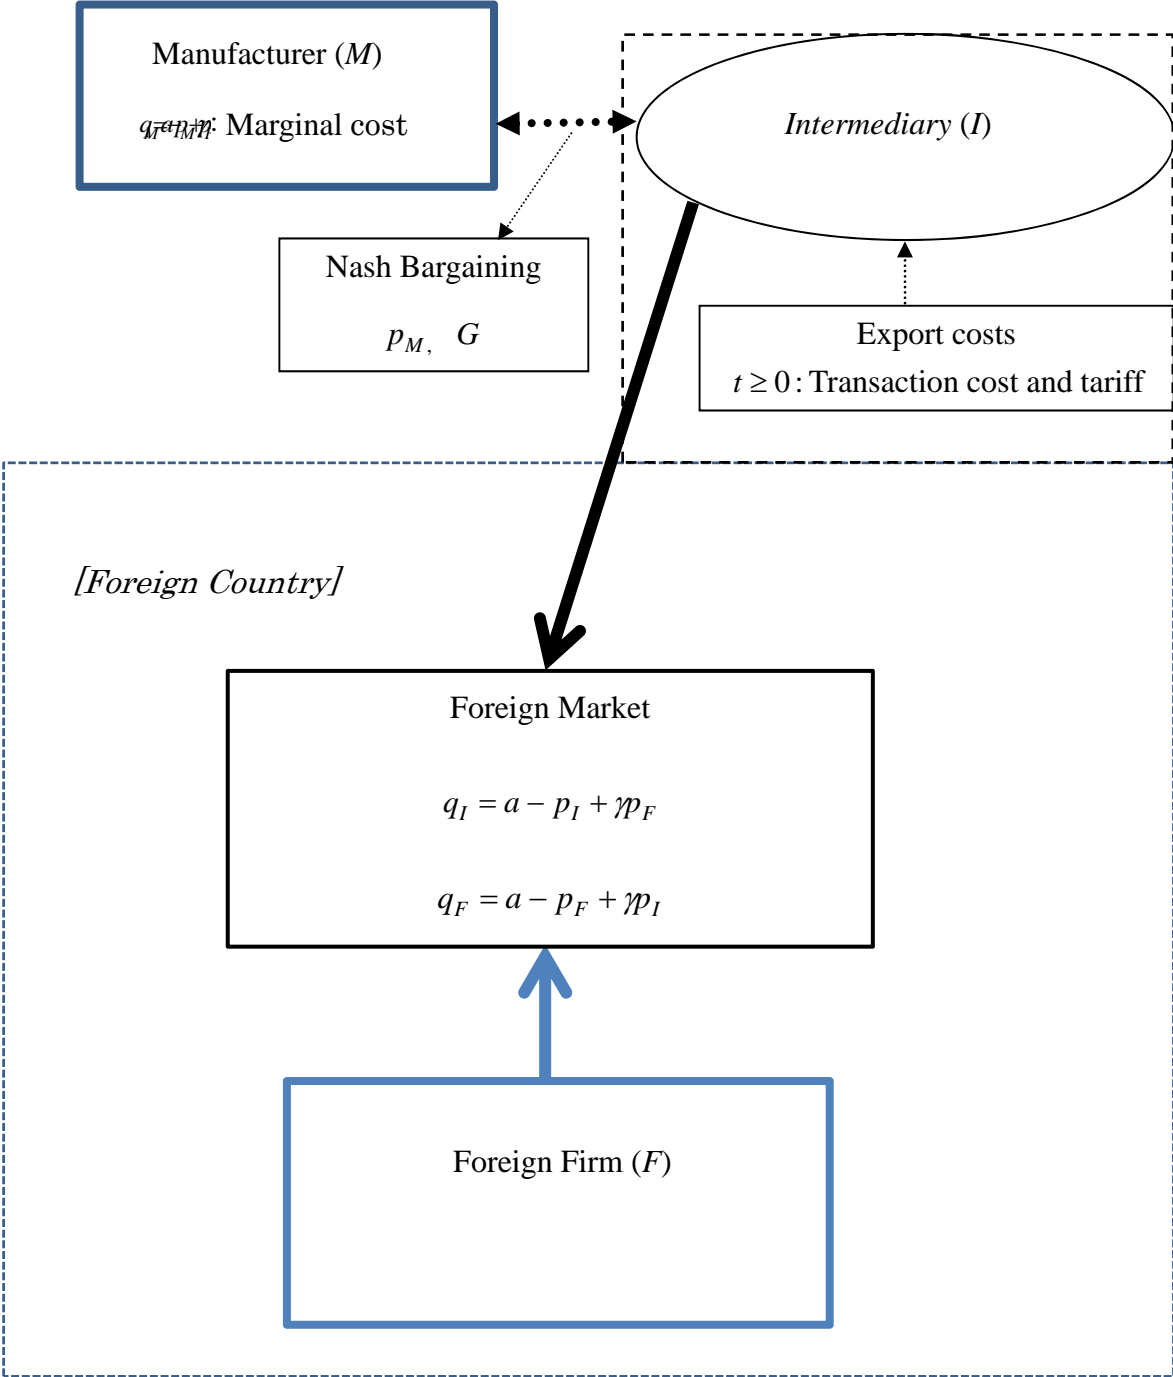 Manufacturer (M)
: Marginal cost
Intermediary (I)
Nash Bargaining
p_M, G
Export costs
t ≥ 0 : Transaction cost and tariff
[Foreign Country]
Foreign Market
q_I = a − p_I + γp_F
q_F = a − p_F + γp_I
Foreign Firm (F)